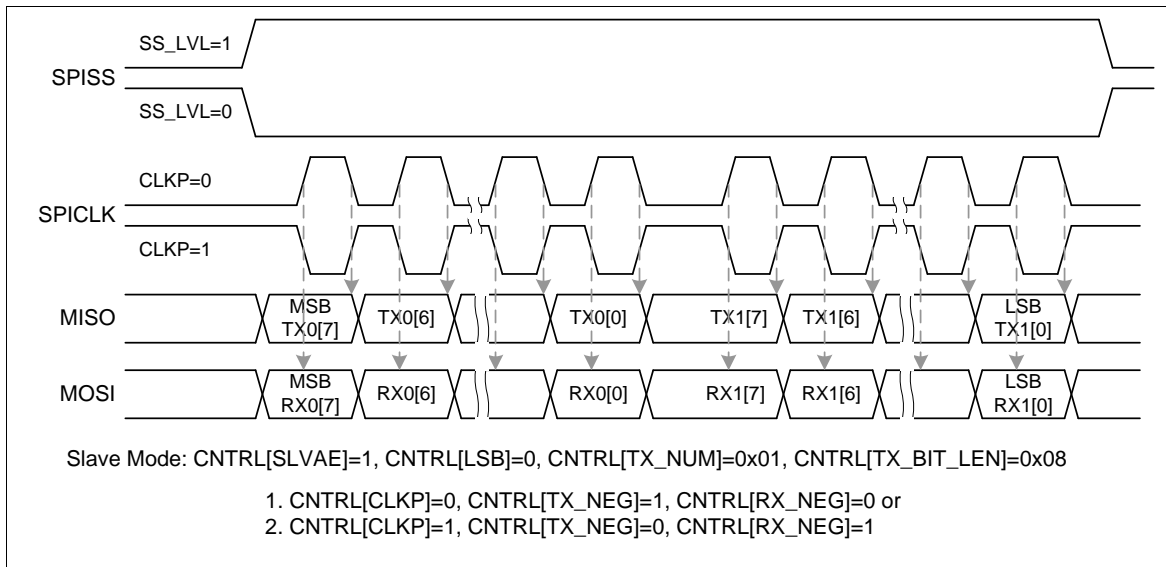 SS_LVL=1
SPISS
SS_LVL=0
CLKP=0
SPICLK
CLKP=1
MISO
MSB TX0[7]
TX0[6]
TX0[0]
TX1[7]
TX1[6]
LSB TX1[0]
MOSI
MSB RX0[7]
RX0[6]
RX0[0]
RX1[7]
RX1[6]
LSB RX1[0]
Slave Mode: CNTRL[SLVAE]=1, CNTRL[LSB]=0, CNTRL[TX_NUM]=0x01, CNTRL[TX_BIT_LEN]=0x08
1. CNTRL[CLKP]=0, CNTRL[TX_NEG]=1, CNTRL[RX_NEG]=0 or
2. CNTRL[CLKP]=1, CNTRL[TX_NEG]=0, CNTRL[RX_NEG]=1